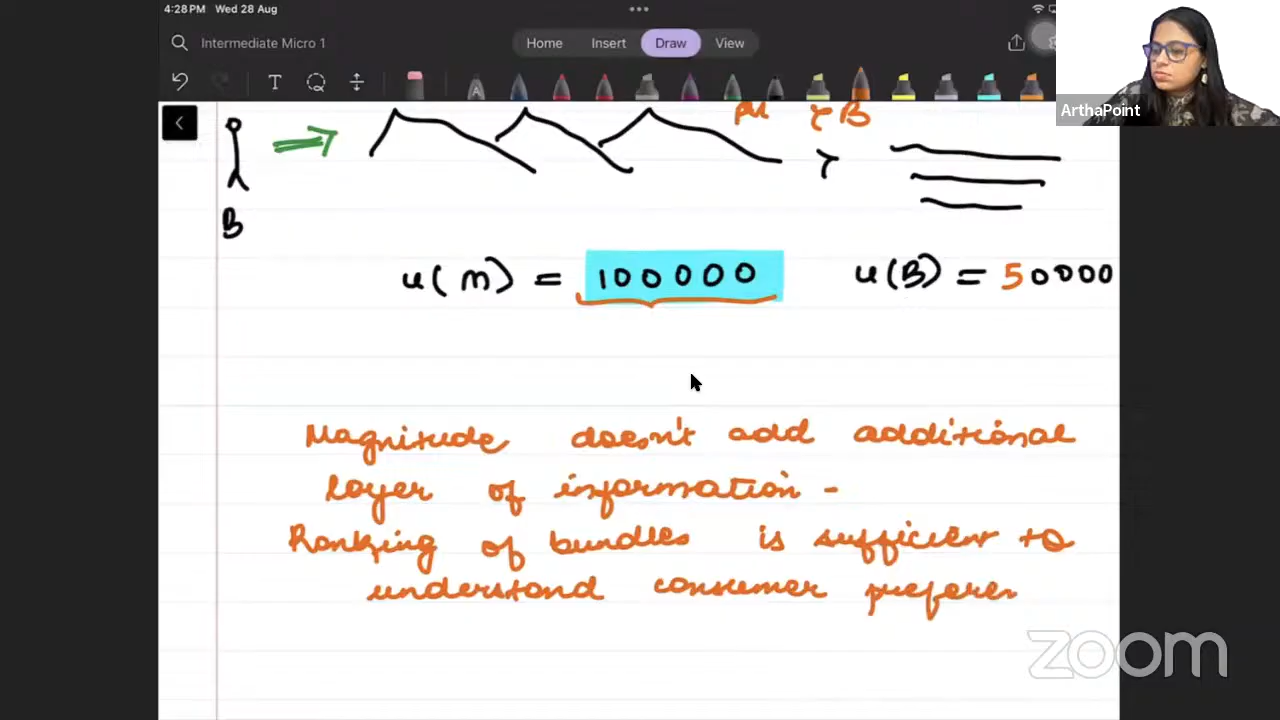 4:28 PM Wed 28 Aug
Intermediate Micro 1
Home Insert Draw View
ArthaPoint
M ≻ B
≻
B
u(m) = 100000 u(B) = 50000
Magnitude doesn't add additional
layer of information -
Ranking of bundles is sufficient to
understand consumer preferen
zoom